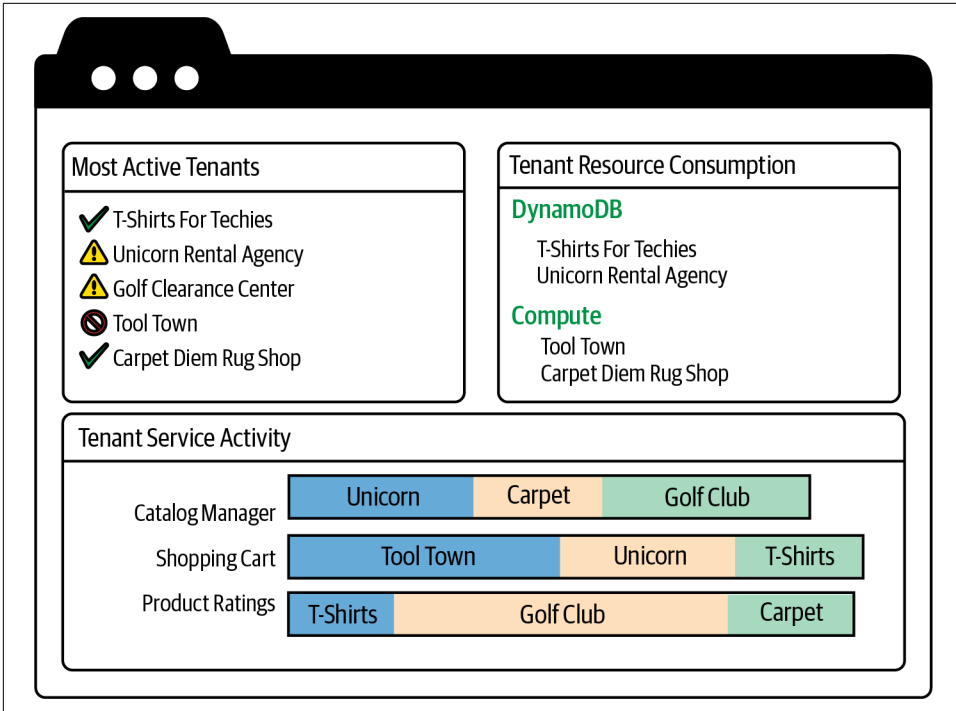 Most Active Tenants
T-Shirts For Techies
Unicorn Rental Agency
Golf Clearance Center
Tool Town
Carpet Diem Rug Shop
Tenant Resource Consumption
DynamoDB
T-Shirts For Techies
Unicorn Rental Agency
Compute
Tool Town
Carpet Diem Rug Shop
Tenant Service Activity
Catalog Manager
Unicorn Carpet Golf Club
Shopping Cart
Tool Town Unicorn T-Shirts
Product Ratings
T-Shirts Golf Club Carpet